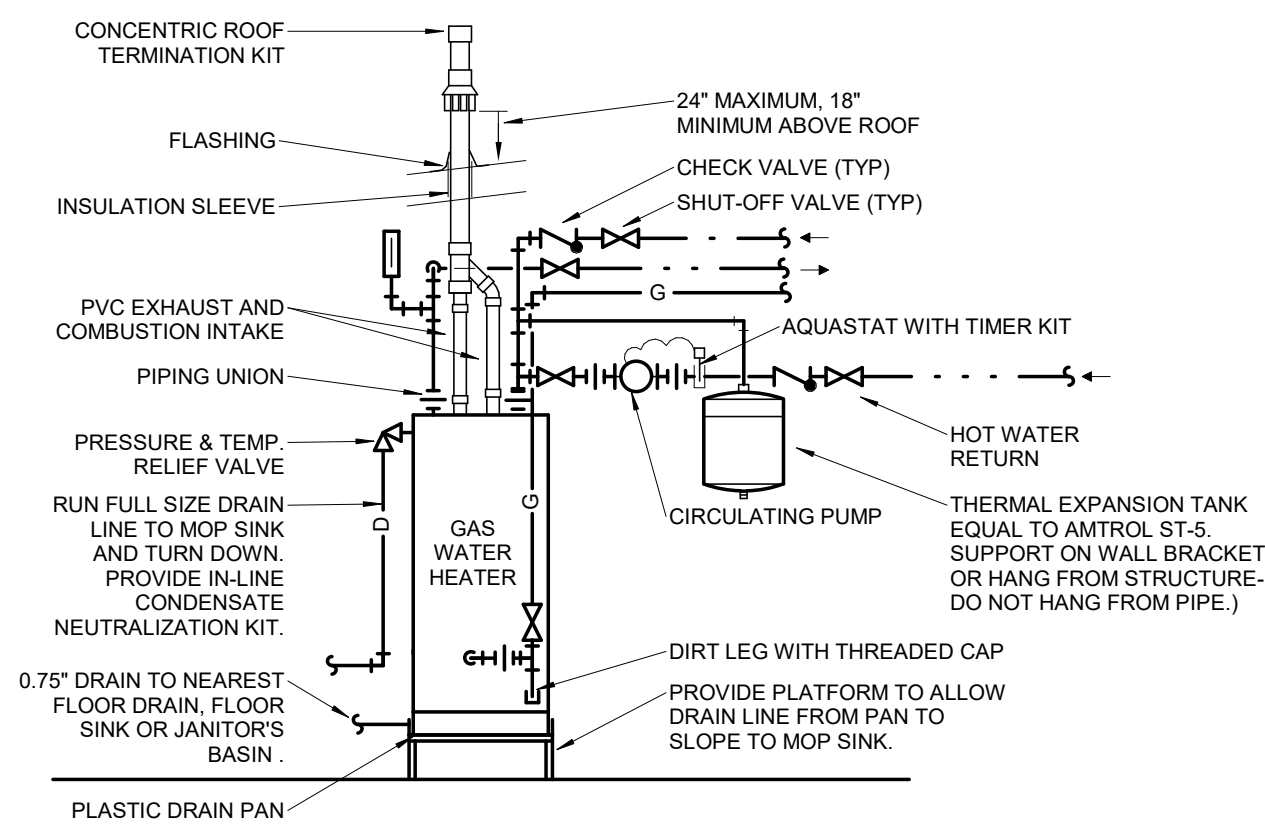 CONCENTRIC ROOF
TERMINATION KIT
24" MAXIMUM, 18"
MINIMUM ABOVE ROOF
FLASHING
CHECK VALVE (TYP)
INSULATION SLEEVE
SHUT-OFF VALVE (TYP)
G
PVC EXHAUST AND
COMBUSTION INTAKE
AQUASTAT WITH TIMER KIT
PIPING UNION
PRESSURE & TEMP.
RELIEF VALVE
HOT WATER
RETURN
RUN FULL SIZE DRAIN
LINE TO MOP SINK
AND TURN DOWN.
PROVIDE IN-LINE
CONDENSATE
NEUTRALIZATION KIT.
D
GAS
WATER
HEATER
G
CIRCULATING PUMP
THERMAL EXPANSION TANK
EQUAL TO AMTROL ST-5.
SUPPORT ON WALL BRACKET
OR HANG FROM STRUCTURE-
DO NOT HANG FROM PIPE.)
DIRT LEG WITH THREADED CAP
0.75" DRAIN TO NEAREST
FLOOR DRAIN, FLOOR
SINK OR JANITOR'S
BASIN .
PROVIDE PLATFORM TO ALLOW
DRAIN LINE FROM PAN TO
SLOPE TO MOP SINK.
PLASTIC DRAIN PAN